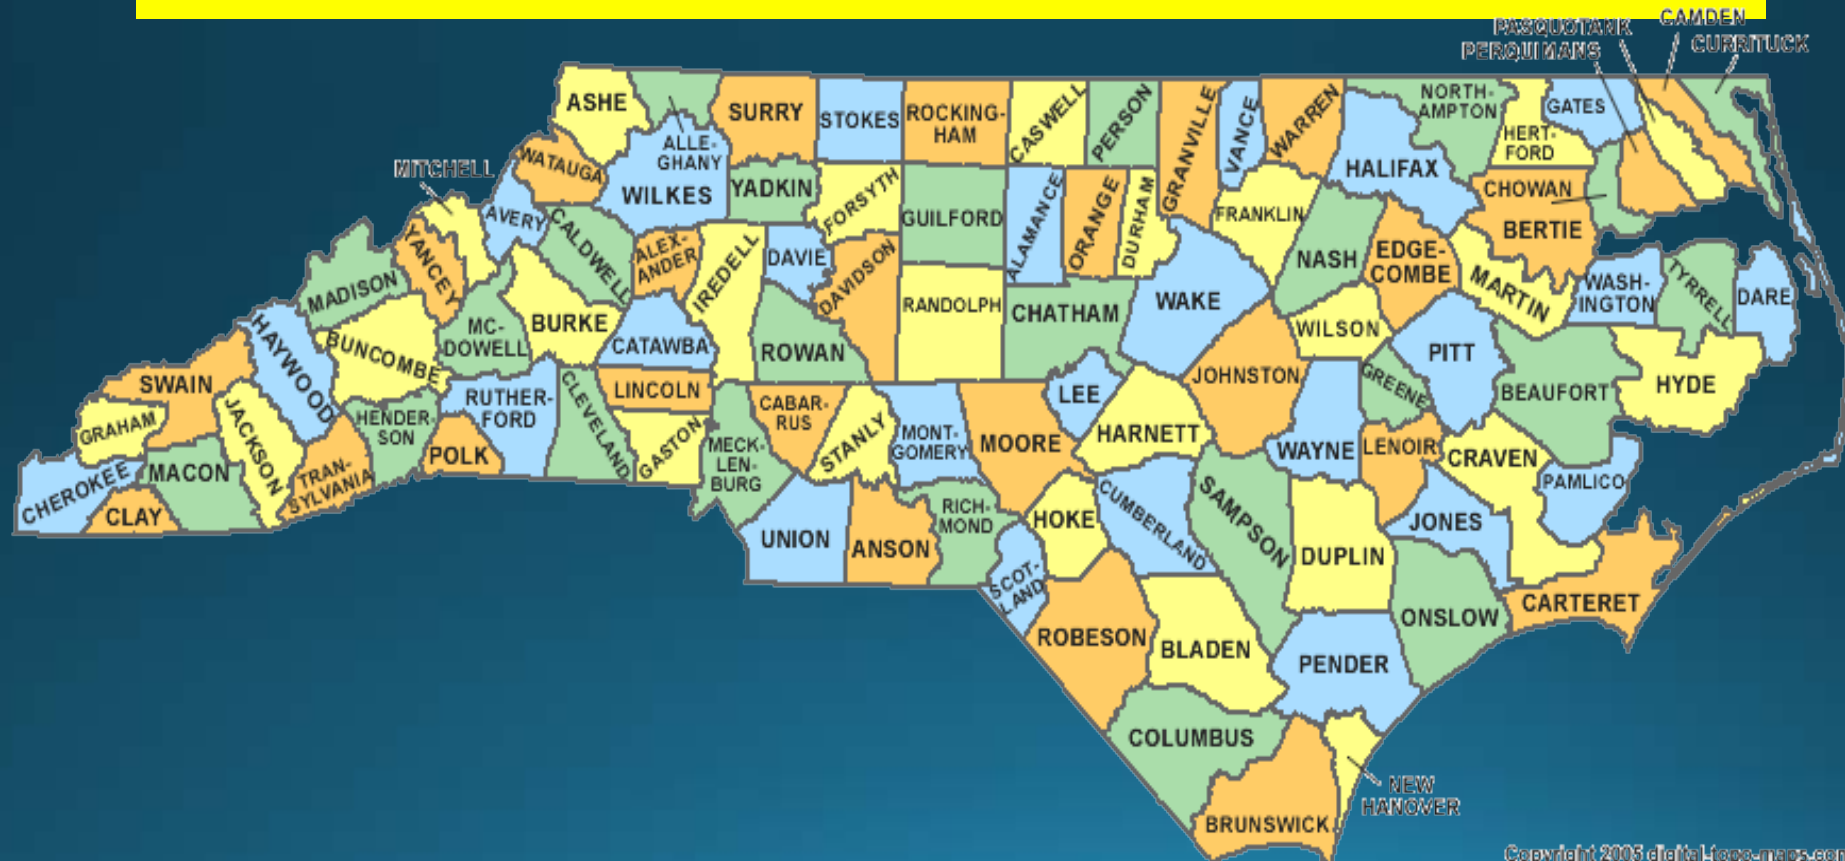 CAMDEN
PASQUOTANK
CURRITUCK
PERQUIMANS
ASHE
SURRY
STOKES
ROCKING-
HAM
CASWELL
PERSON
GRANVILLE
VANCE
WARREN
NORTH-
AMPTON
HERT-
FORD
GATES
ALLE-
GHANY
MITCHELL
WATAUGA
WILKES
YADKIN
FORSYTH
GUILFORD
ALAMANCE
ORANGE
DURHAM
FRANKLIN
HALIFAX
CHOWAN
BERTIE
AVERY
CALDWELL
ALEX-
ANDER
IREDELL
DAVIE
DAVIDSON
RANDOLPH
CHATHAM
WAKE
NASH
EDGE-
COMBE
MARTIN
WASH-
INGTON
TYRRELL
DARE
MADISON
YANCEY
MC-
DOWELL
BURKE
CATAWBA
ROWAN
WILSON
PITT
BEAUFORT
HYDE
HAYWOOD
BUNCOMBE
SWAIN
GRAHAM
JACKSON
HENDER-
SON
RUTHER-
FORD
POLK
CLEVELAND
LINCOLN
GASTON
MECK-
LEN-
BURG
CABAR-
RUS
STANLY
MONT-
GOMERY
MOORE
LEE
HARNETT
JOHNSTON
WAYNE
GREENE
LENOIR
CRAVEN
PAMLICO
CHEROKEE
CLAY
MACON
TRAN-
SYLVANIA
UNION
ANSON
RICH-
MOND
SCOT-
LAND
HOKE
CUMBERLAND
SAMPSON
DUPLIN
JONES
ONSLOW
CARTERET
ROBESON
BLADEN
PENDER
COLUMBUS
NEW
HANOVER
BRUNSWICK
Copyright 2005 digital-topo-maps.com